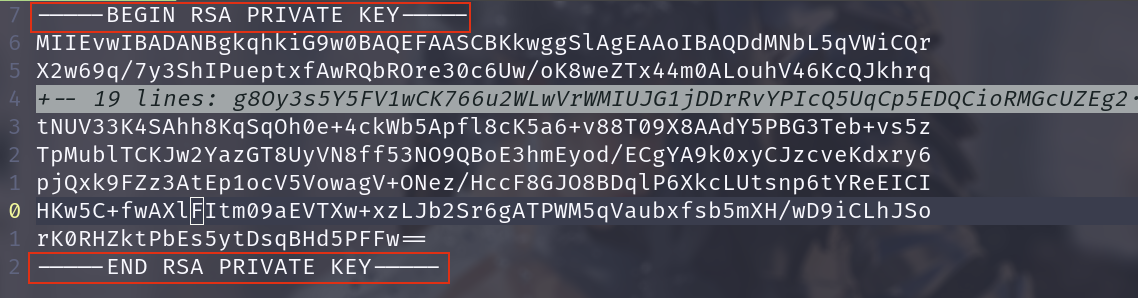 7 -----BEGIN RSA PRIVATE KEY-----
6 MIIEvwIBADANBgkqhkiG9w0BAQEFAASCBKkwggSlAgEAAoIBAQDdMNbL5qVWiCQr
5 X2w69q/7y3ShIPueptxfAwRQbROre30c6Uw/oK8weZTx44m0ALouhV46KcQJkhrq
4 +-- 19 lines: g8Oy3s5Y5FV1wCK766u2WLwVrWMIUJG1jDDrRvYPIcQ5UqCp5EDQCioRMGcUZEg2·
3 tNUV33K4SAhh8KqSqOh0e+4ckWb5Apfl8cK5a6+v88T09X8AAdY5PBG3Teb+vs5z
2 TpMublTCKJw2YazGT8UyVN8ff53NO9QBoE3hmEyod/ECgYA9k0xyCJzcveKdxry6
1 pjQxk9FZz3AtEp1ocV5VowagV+ONez/HccF8GJO8BDqlP6XkcLUtsnp6tYReEICI
0 HKw5C+fwAXlFItm09aEVTXw+xzLJb2Sr6gATPWM5qVaubxfsb5mXH/wD9iCLhJSo
1 rK0RHZktPbEs5ytDsqBHd5PFFw==
2 -----END RSA PRIVATE KEY-----